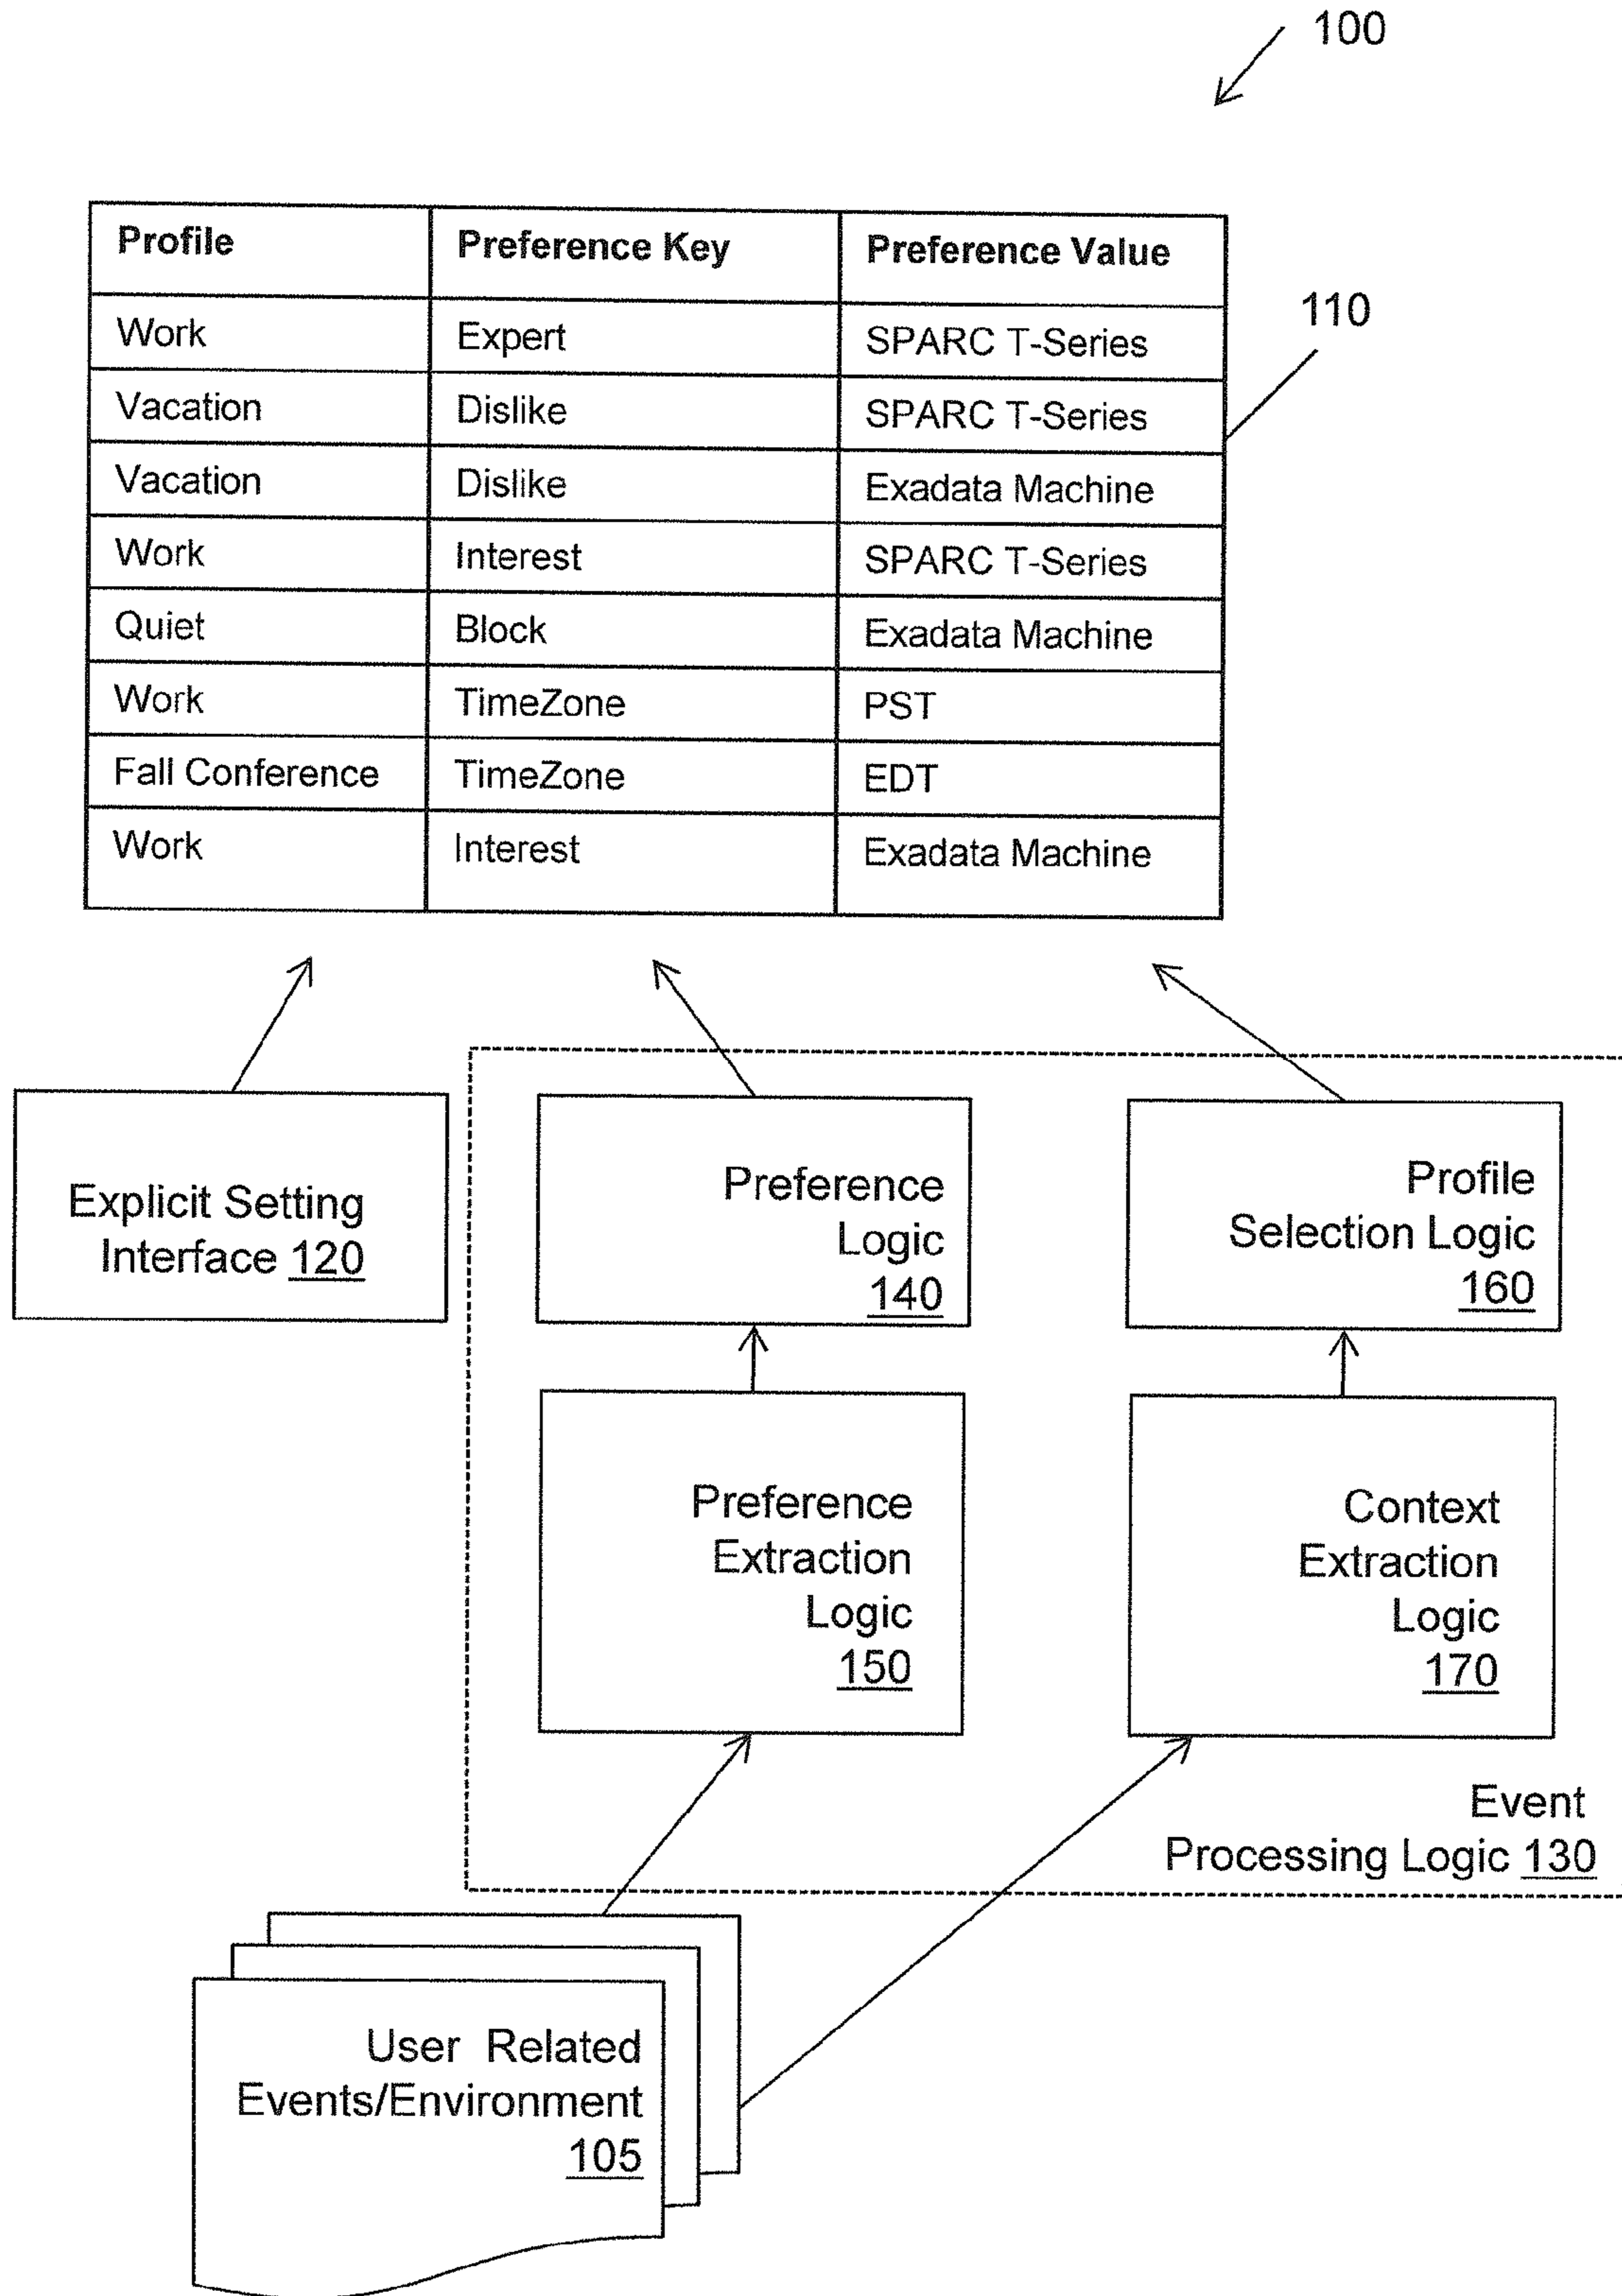 100
Profile Preference Key Preference Value
110
Work Expert SPARC T-Series
Vacation Dislike SPARC T-Series
Vacation Dislike Exadata Machine
Work Interest SPARC T-Series
Quiet Block Exadata Machine
Work TimeZone PST
Fall Conference TimeZone EDT
Work Interest Exadata Machine
Explicit Setting
Interface 120
Preference
Logic
140
Profile
Selection Logic
160
Preference
Extraction
Logic
150
Context
Extraction
Logic
170
Event
Processing Logic 130
User Related
Events/Environment
105